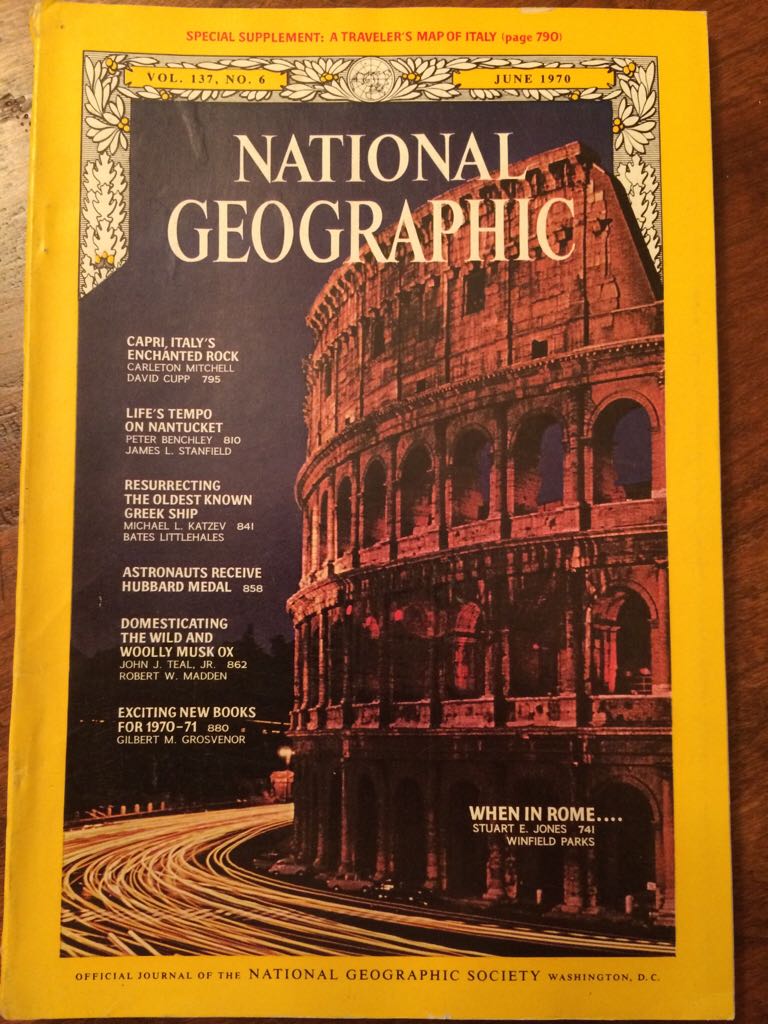 SPECIAL SUPPLEMENT: A TRAVELER'S MAP OF ITALY (page 790)
VOL. 137, NO. 6
JUNE 1970
NATIONAL
GEOGRAPHIC
CAPRI, ITALY'S
ENCHANTED ROCK
CARLETON MITCHELL
DAVID CUPP 795
LIFE'S TEMPO
ON NANTUCKET
PETER BENCHLEY 810
JAMES L. STANFIELD
RESURRECTING
THE OLDEST KNOWN
GREEK SHIP
MICHAEL L. KATZEV 841
BATES LITTLEHALES
ASTRONAUTS RECEIVE
HUBBARD MEDAL 858
DOMESTICATING
THE WILD AND
WOOLLY MUSK OX
JOHN J. TEAL, JR. 862
ROBERT W. MADDEN
EXCITING NEW BOOKS
FOR 1970-71 880
GILBERT M. GROSVENOR
WHEN IN ROME....
STUART E. JONES 741
WINFIELD PARKS
OFFICIAL JOURNAL OF THE NATIONAL GEOGRAPHIC SOCIETY WASHINGTON, D.C.